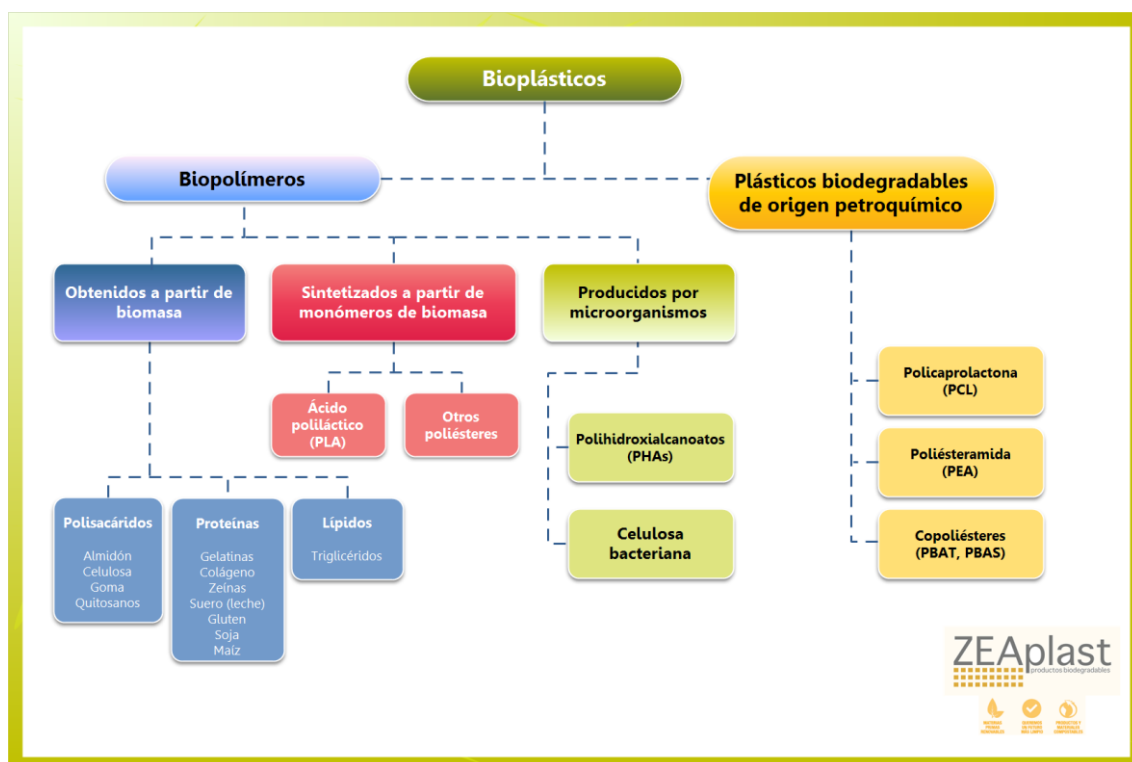 Bioplásticos
Biopolímeros
Plásticos biodegradables
de origen petroquímico
Obtenidos a partir de
biomasa
Sintetizados a partir de
monómeros de biomasa
Producidos por
microorganismos
Ácido
poliláctico
(PLA)
Otros
poliésteres
Polihidroxialcanoatos
(PHAs)
Celulosa
bacteriana
Policaprolactona
(PCL)
Poliésteramida
(PEA)
Copoliésteres
(PBAT, PBAS)
Polisacáridos
Almidón
Celulosa
Goma
Quitosanos
Proteínas
Gelatinas
Colágeno
Zeínas
Suero (leche)
Gluten
Soja
Maíz
Lípidos
Triglicéridos
ZEAplast
productos biodegradables